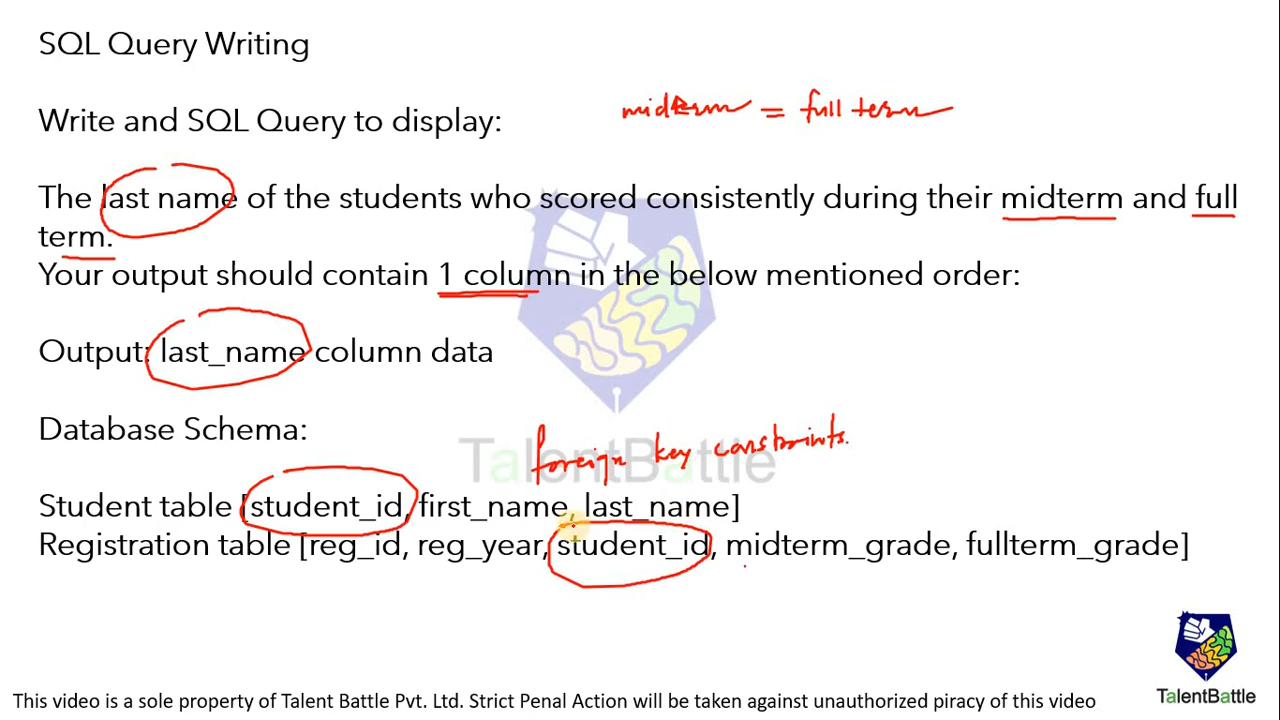 SQL Query Writing
Write and SQL Query to display:
midterm = full term
The last name of the students who scored consistently during their midterm and full
term.
Your output should contain 1 column in the below mentioned order:
Output: last_name column data
Database Schema:
foreign key constraints.
TalentBattle
Student table [student_id, first_name, last_name]
Registration table [reg_id, reg_year, student_id, midterm_grade, fullterm_grade]
TalentBattle
This video is a sole property of Talent Battle Pvt. Ltd. Strict Penal Action will be taken against unauthorized piracy of this video